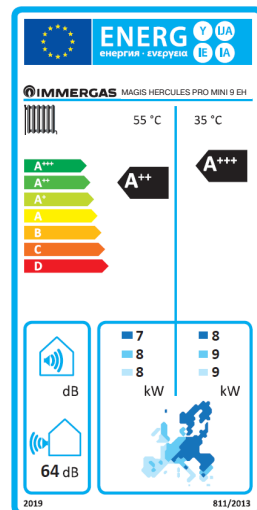 ENERG Y IJA
енергия · ενεργεια IE IA
IMMERGAS MAGIS HERCULES PRO MINI 9 EH
55 °C 35 °C
A+++
A++
A+
A
B
C
D
A++
A+++
7 8
8 9
8 9
dB kW kW
64 dB
2019 811/2013